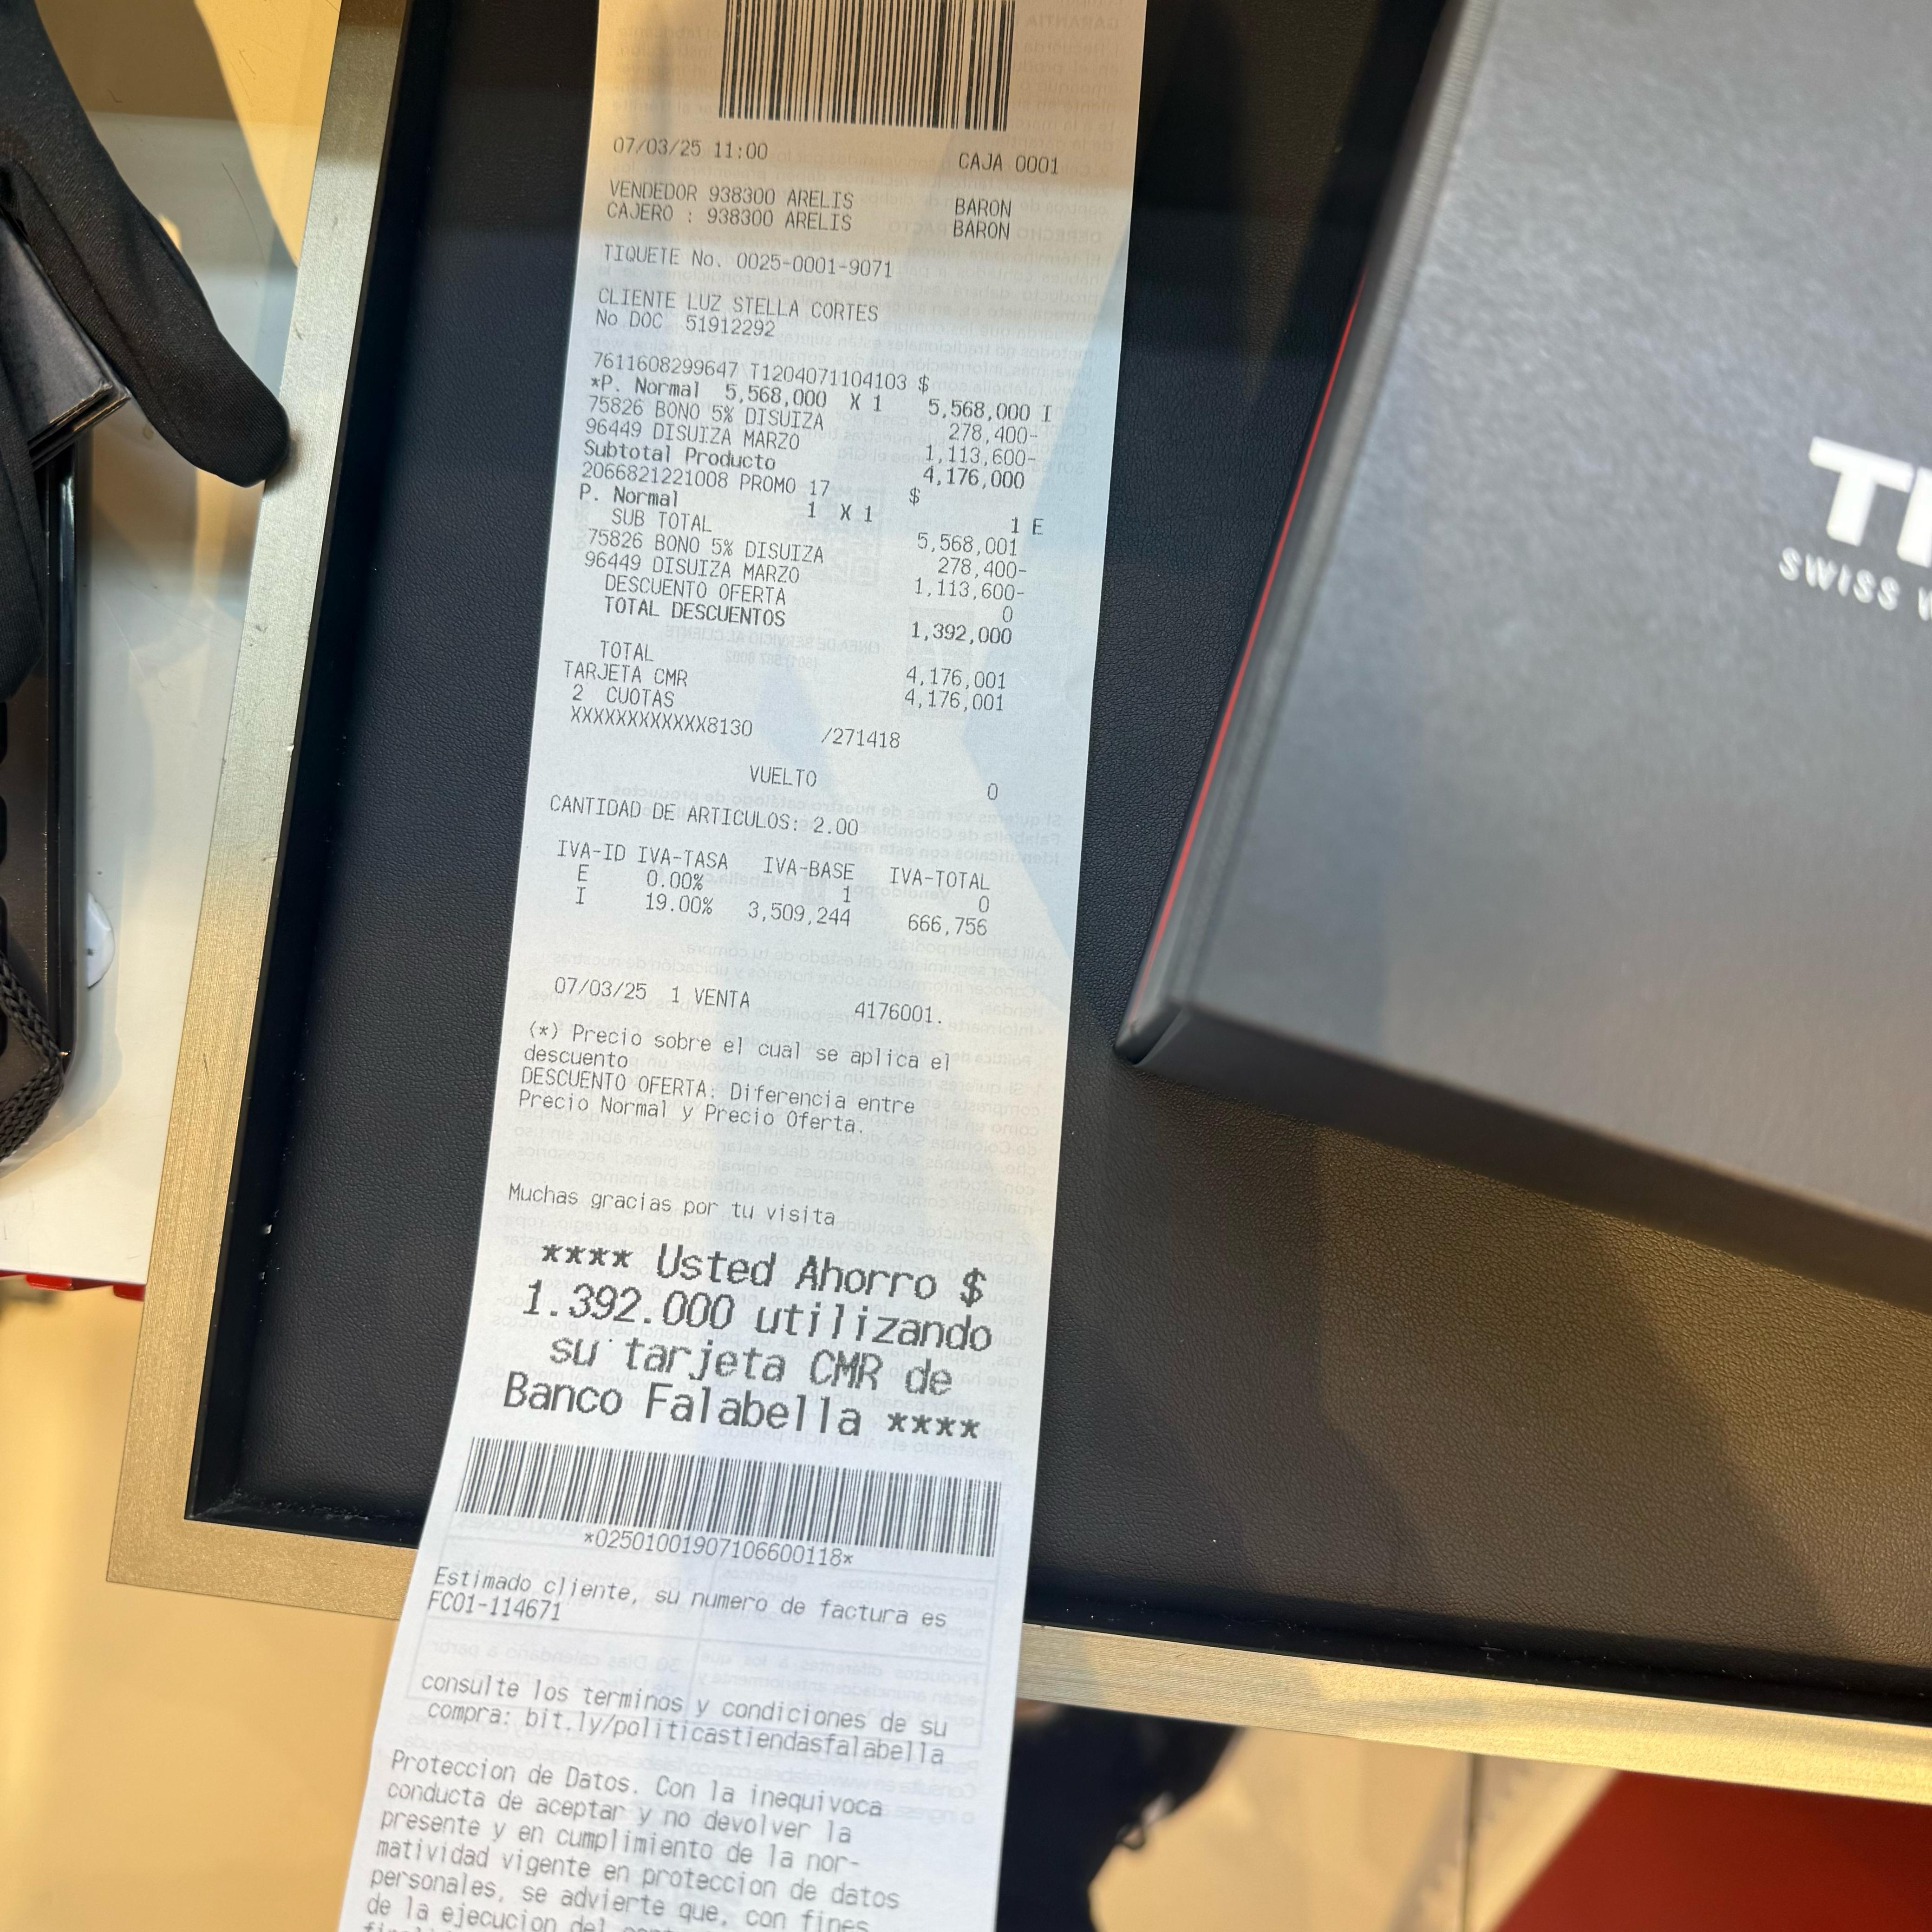 07/03/25 11:00 CAJA 0001
VENDEDOR 938300 ARELIS BARON
CAJERO : 938300 ARELIS BARON
TIQUETE No. 0025-0001-9071
CLIENTE LUZ STELLA CORTES
No DOC 51912292
7611608299647 T1204071104103 $
*P. Normal 5,568,000 X 1 5,568,000 I
75826 BONO 5% DISUIZA 278,400-
96449 DISUIZA MARZO 1,113,600-
Subtotal Producto 4,176,000
2066821221008 PROMO 17 $
P. Normal 1 X 1 1 E
SUB TOTAL 5,568,001
75826 BONO 5% DISUIZA 278,400-
96449 DISUIZA MARZO 1,113,600-
DESCUENTO OFERTA 0
TOTAL DESCUENTOS 1,392,000
TOTAL 4,176,001
TARJETA CMR 4,176,001
2 CUOTAS
XXXXXXXXXXXX8130 /271418
VUELTO 0
CANTIDAD DE ARTICULOS: 2.00
IVA-ID IVA-TASA IVA-BASE IVA-TOTAL
E 0.00% 1 0
I 19.00% 3,509,244 666,756
07/03/25 1 VENTA 4176001.
(*) Precio sobre el cual se aplica el
descuento
DESCUENTO OFERTA: Diferencia entre
Precio Normal y Precio Oferta.
Muchas gracias por tu visita
**** Usted Ahorro $
1.392.000 utilizando
su tarjeta CMR de
Banco Falabella ****
*02501001907106600118*
Estimado cliente, su numero de factura es
FC01-114671
consulte los terminos y condiciones de su
compra: bit.ly/politicastiendasfalabella
Proteccion de Datos. Con la inequivoca
conducta de aceptar y no devolver la
presente y en cumplimiento de la nor-
matividad vigente en proteccion de datos
personales, se advierte que, con fines
de la ejecucion del
SWISS